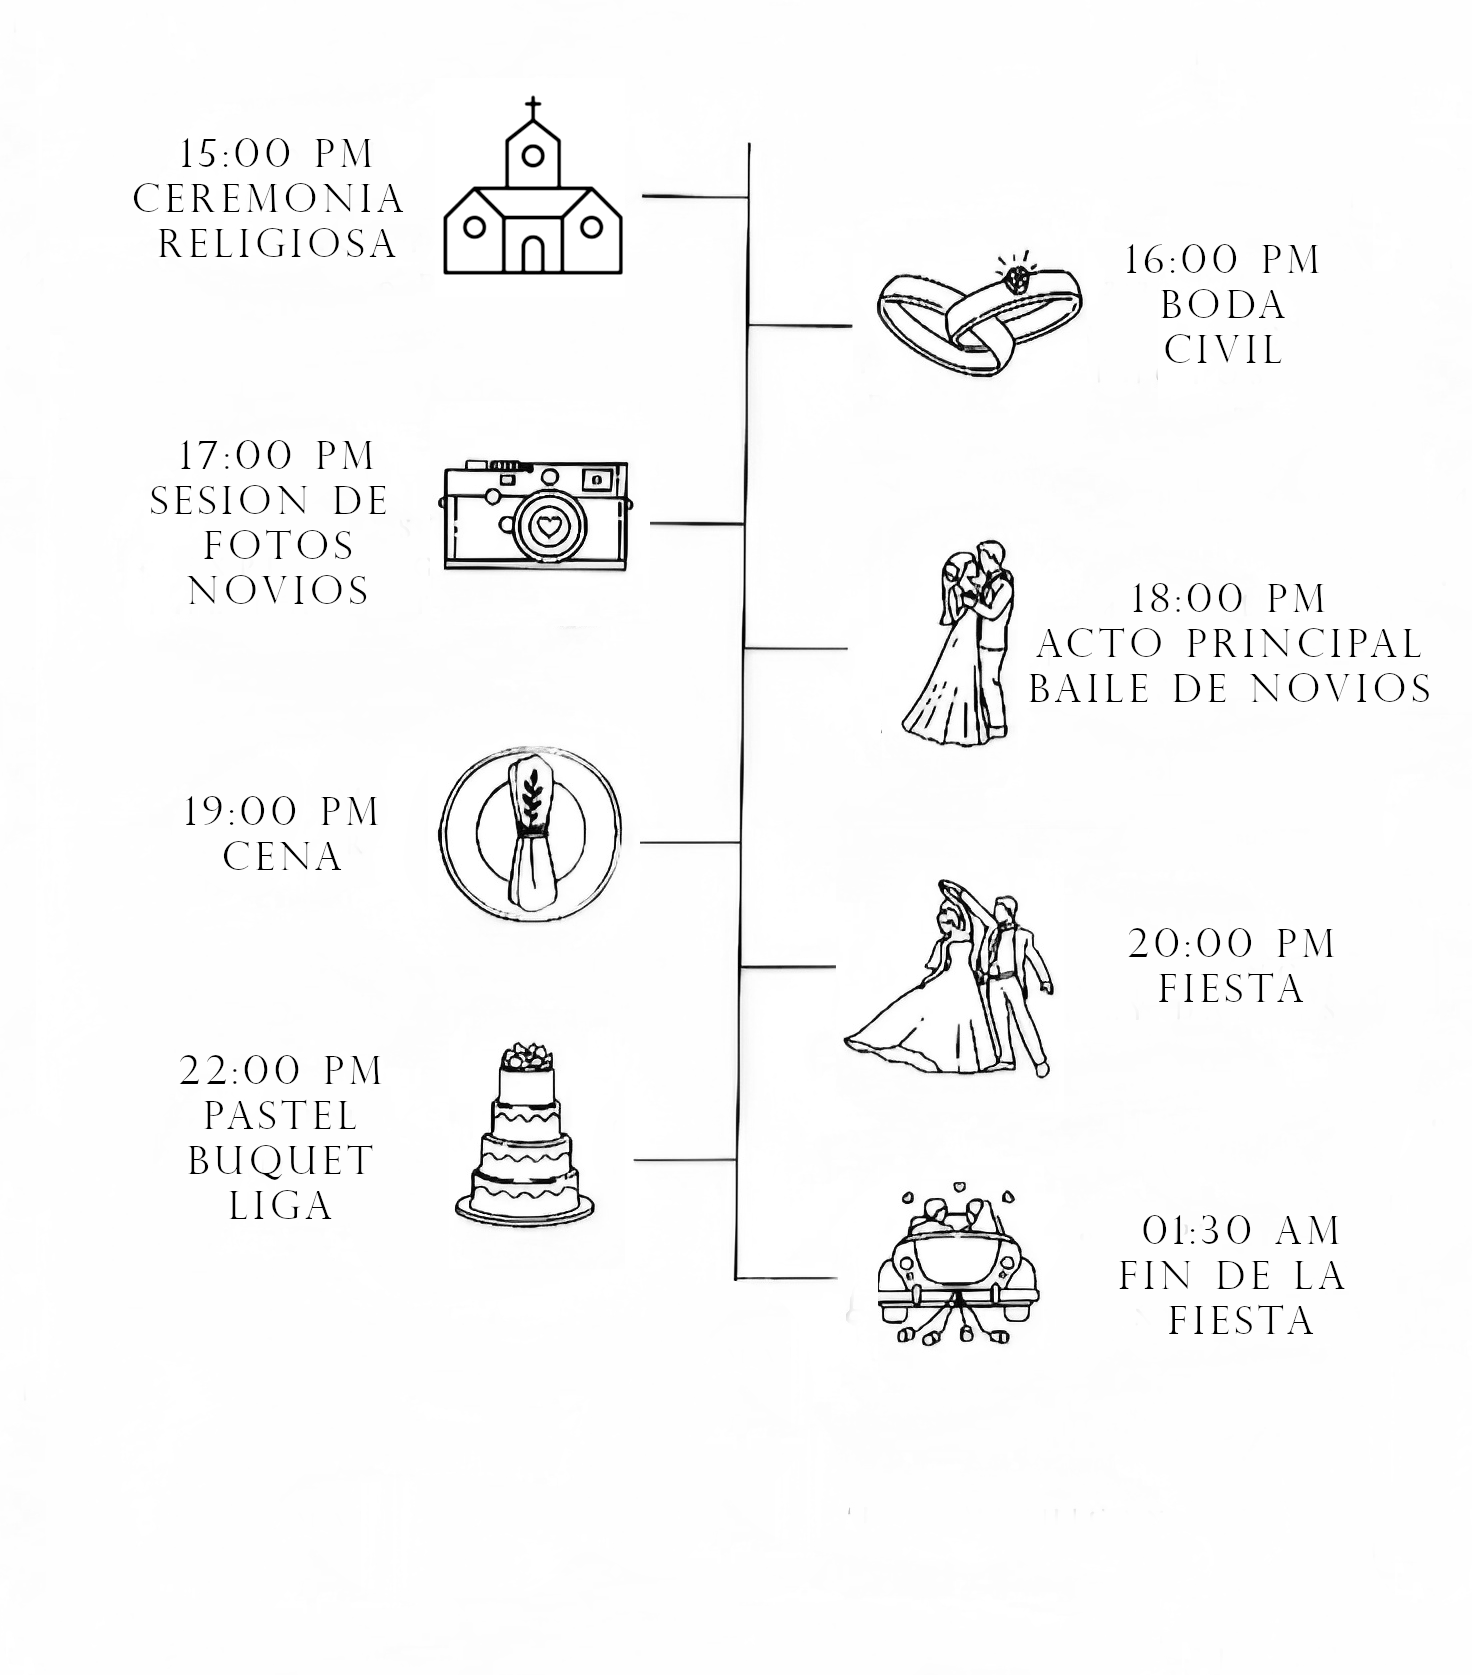 15:00 PM
CEREMONIA
RELIGIOSA
16:00 PM
BODA
CIVIL
17:00 PM
SESION DE
FOTOS
NOVIOS
18:00 PM
ACTO PRINCIPAL
BAILE DE NOVIOS
19:00 PM
CENA
20:00 PM
FIESTA
22:00 PM
PASTEL
BUQUET
LIGA
01:30 AM
FIN DE LA
FIESTA